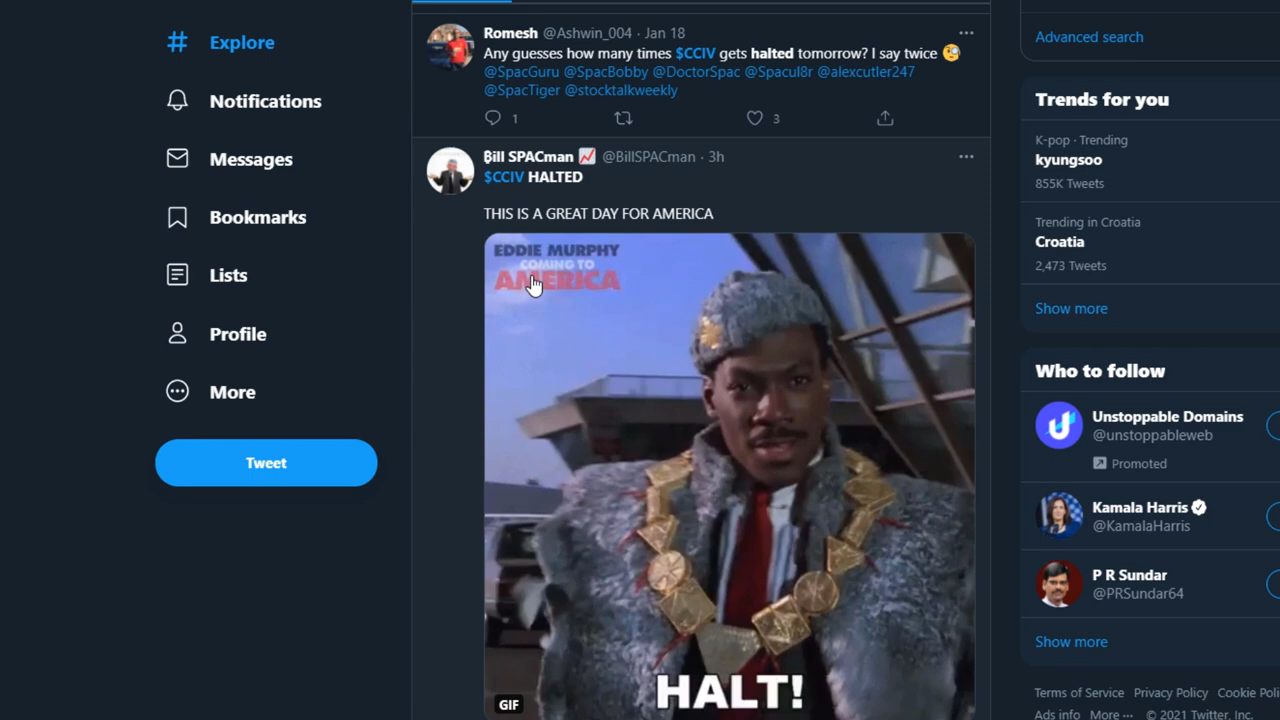 Explore
Notifications
Messages
Bookmarks
Lists
Profile
More
Tweet
Romesh @Ashwin_004 · Jan 18
Any guesses how many times $CCIV gets halted tomorrow? I say twice 🧐
@SpacGuru @SpacBobby @DoctorSpac @Spacul8r @alexcutler247
@SpacTiger @stocktalkweekly
1
3
₿ill SPACman 📈 @BillSPACman · 3h
$CCIV HALTED
THIS IS A GREAT DAY FOR AMERICA
EDDIE MURPHY
COMING TO
AMERICA
HALT!
GIF
Advanced search
Trends for you
K-pop · Trending
kyungsoo
855K Tweets
Trending in Croatia
Croatia
2,473 Tweets
Show more
Who to follow
Unstoppable Domains
@unstoppableweb
Promoted
Kamala Harris
@KamalaHarris
P R Sundar
@PRSundar64
Show more
Terms of Service Privacy Policy Cookie Poli
Ads info More ··· © 2021 Twitter, Inc.